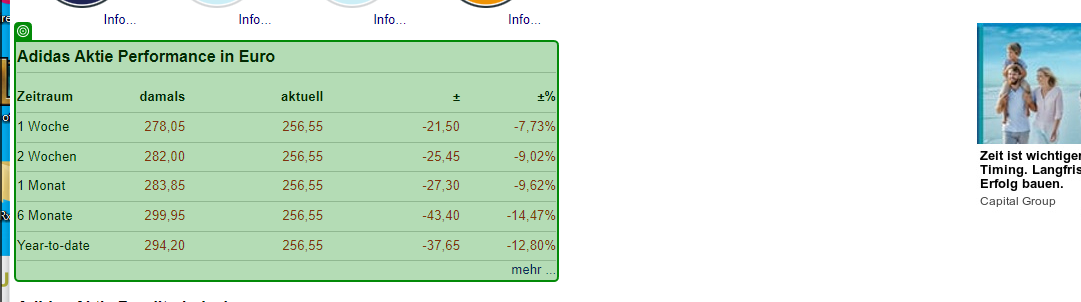 Info...
Info...
Info...
Info...
Adidas Aktie Performance in Euro
Zeitraum damals aktuell ± ±%
1 Woche 278,05 256,55 -21,50 -7,73%
2 Wochen 282,00 256,55 -25,45 -9,02%
1 Monat 283,85 256,55 -27,30 -9,62%
6 Monate 299,95 256,55 -43,40 -14,47%
Year-to-date 294,20 256,55 -37,65 -12,80%
mehr ...
Zeit ist wichtiger
Timing. Langfris
Erfolg bauen.
Capital Group